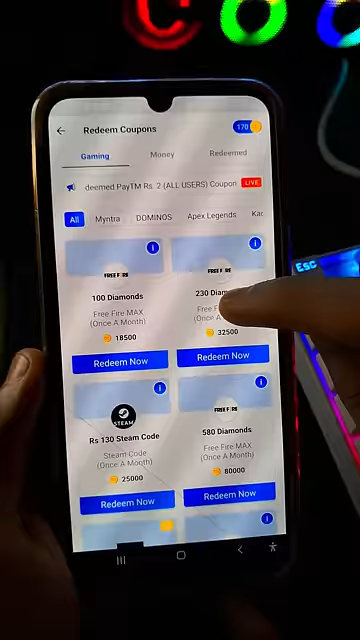 Redeem Coupons
170
Gaming Money Redeemed
deemed PayTM Rs. 2 (ALL USERS) Coupon LIVE
All Myntra DOMINOS Apex Legends
FREE FIRE
FREE FIRE
100 Diamonds
Free Fire MAX
(Once A Month)
18500
Redeem Now
230
(Once A
32500
Redeem Now
STEAM
Rs 130 Steam Code
Steam Code
(Once A Month)
25000
Redeem Now
FREE FIRE
580 Diamonds
Free Fire MAX
(Once A Month)
80000
Redeem Now
ESC